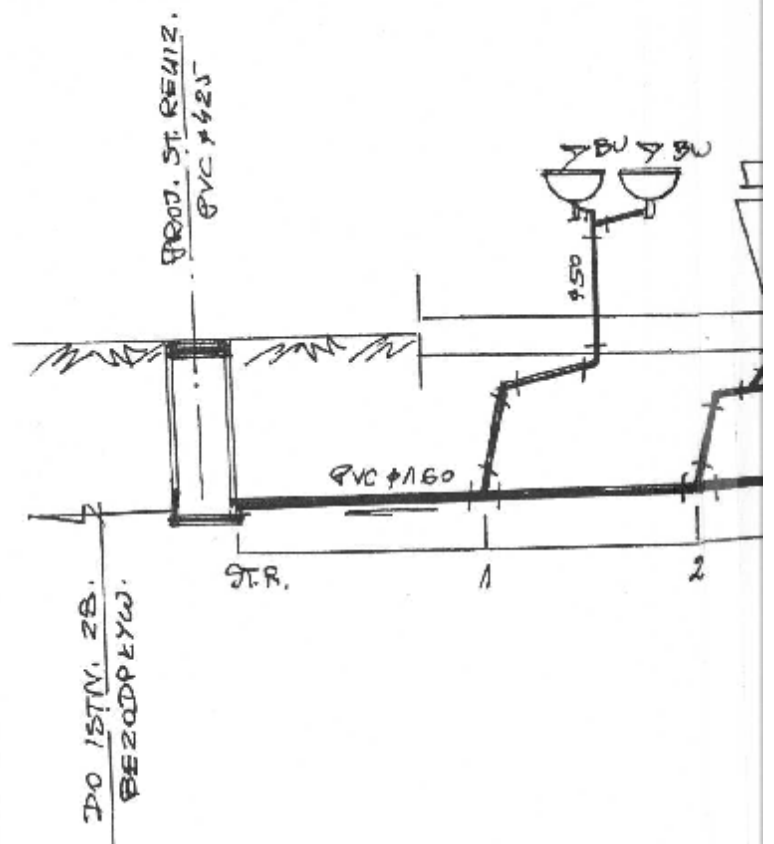 PROJ. ST. REWIZ.
PVC ϕ425
BU BW
ϕ50
PVC ϕ160
ST.R. 1 2
DO ISTN. ZB.
BEZODPŁYW.